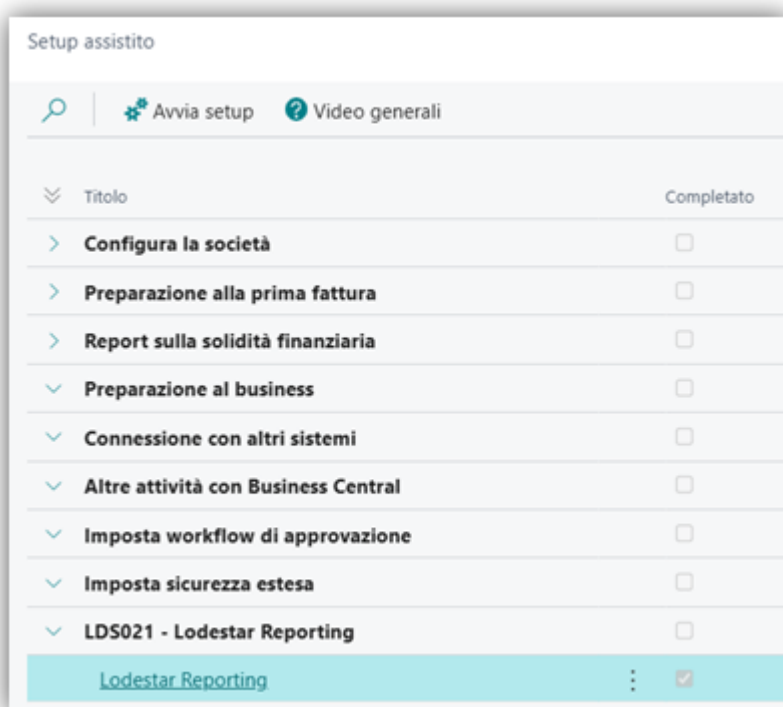 Setup assistito
Avvia setup Video generali
Titolo Completato
Configura la società
Preparazione alla prima fattura
Report sulla solidità finanziaria
Preparazione al business
Connessione con altri sistemi
Altre attività con Business Central
Imposta workflow di approvazione
Imposta sicurezza estesa
LDS021 - Lodestar Reporting
Lodestar Reporting